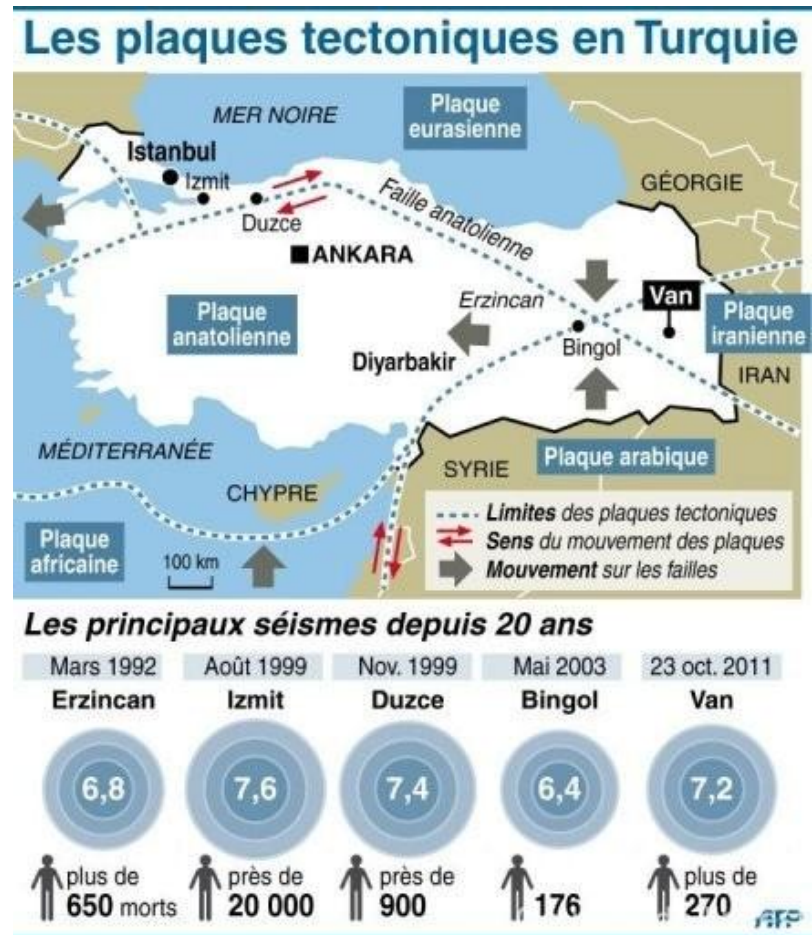 Les plaques tectoniques en Turquie
MER NOIRE
Plaque
eurasienne
Istanbul
Izmit
Duzce
Faille anatolienne
GÉORGIE
ANKARA
Plaque
anatolienne
Erzincan
Van
Plaque
iranienne
Bingol
Diyarbakir
IRAN
MÉDITERRANÉE
CHYPRE
SYRIE
Plaque arabique
Plaque
africaine
100 km
Limites des plaques tectoniques
Sens du mouvement des plaques
Mouvement sur les failles
Les principaux séismes depuis 20 ans
Mars 1992
Erzincan
6,8
plus de
650 morts
Août 1999
Izmit
7,6
près de
20 000
Nov. 1999
Duzce
7,4
près de
900
Mai 2003
Bingol
6,4
176
23 oct. 2011
Van
7,2
plus de
270
AFP